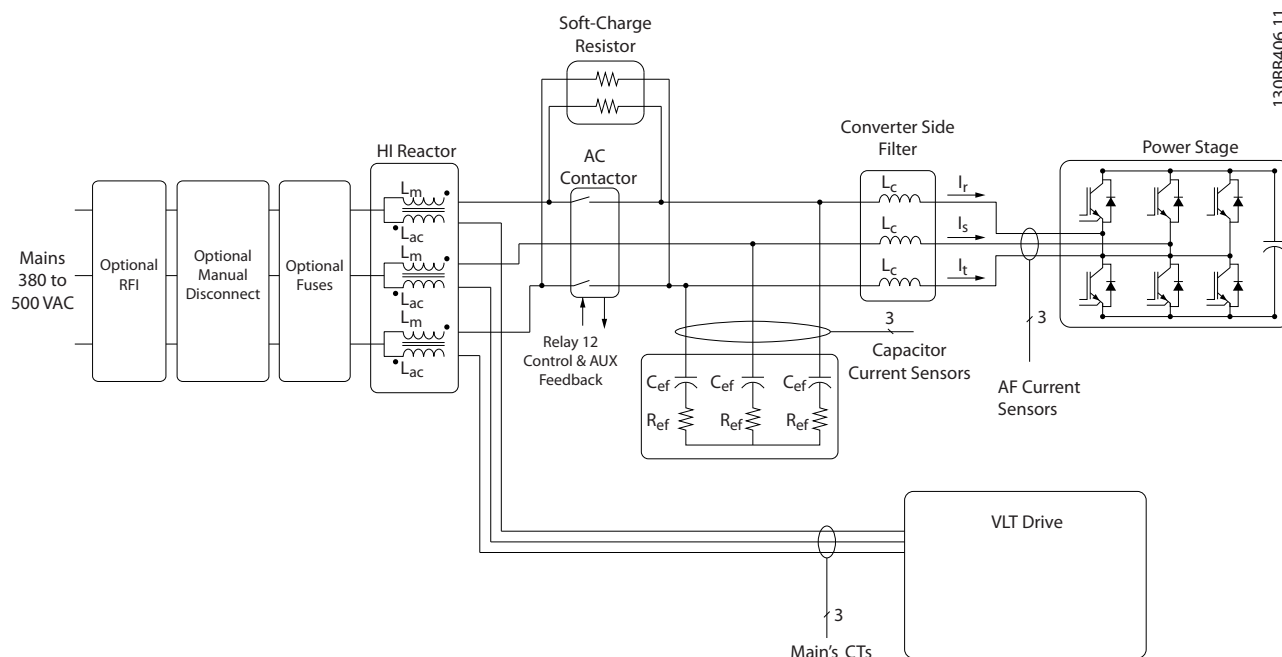 130BB406.11
Soft-Charge
Resistor
Converter Side
Filter
Power Stage
HI Reactor
AC
Contactor
Mains
380 to
500 VAC
Optional
RFI
Optional
Manual
Disconnect
Optional
Fuses
Lm
Lac
Lm
Lac
Lm
Lac
Lc
Ir
Lc
Is
Lc
It
Relay 12
Control & AUX
Feedback
3
Capacitor
Current Sensors
3
AF Current
Sensors
Cef
Cef
Cef
Ref
Ref
Ref
VLT Drive
3
Main's CTs